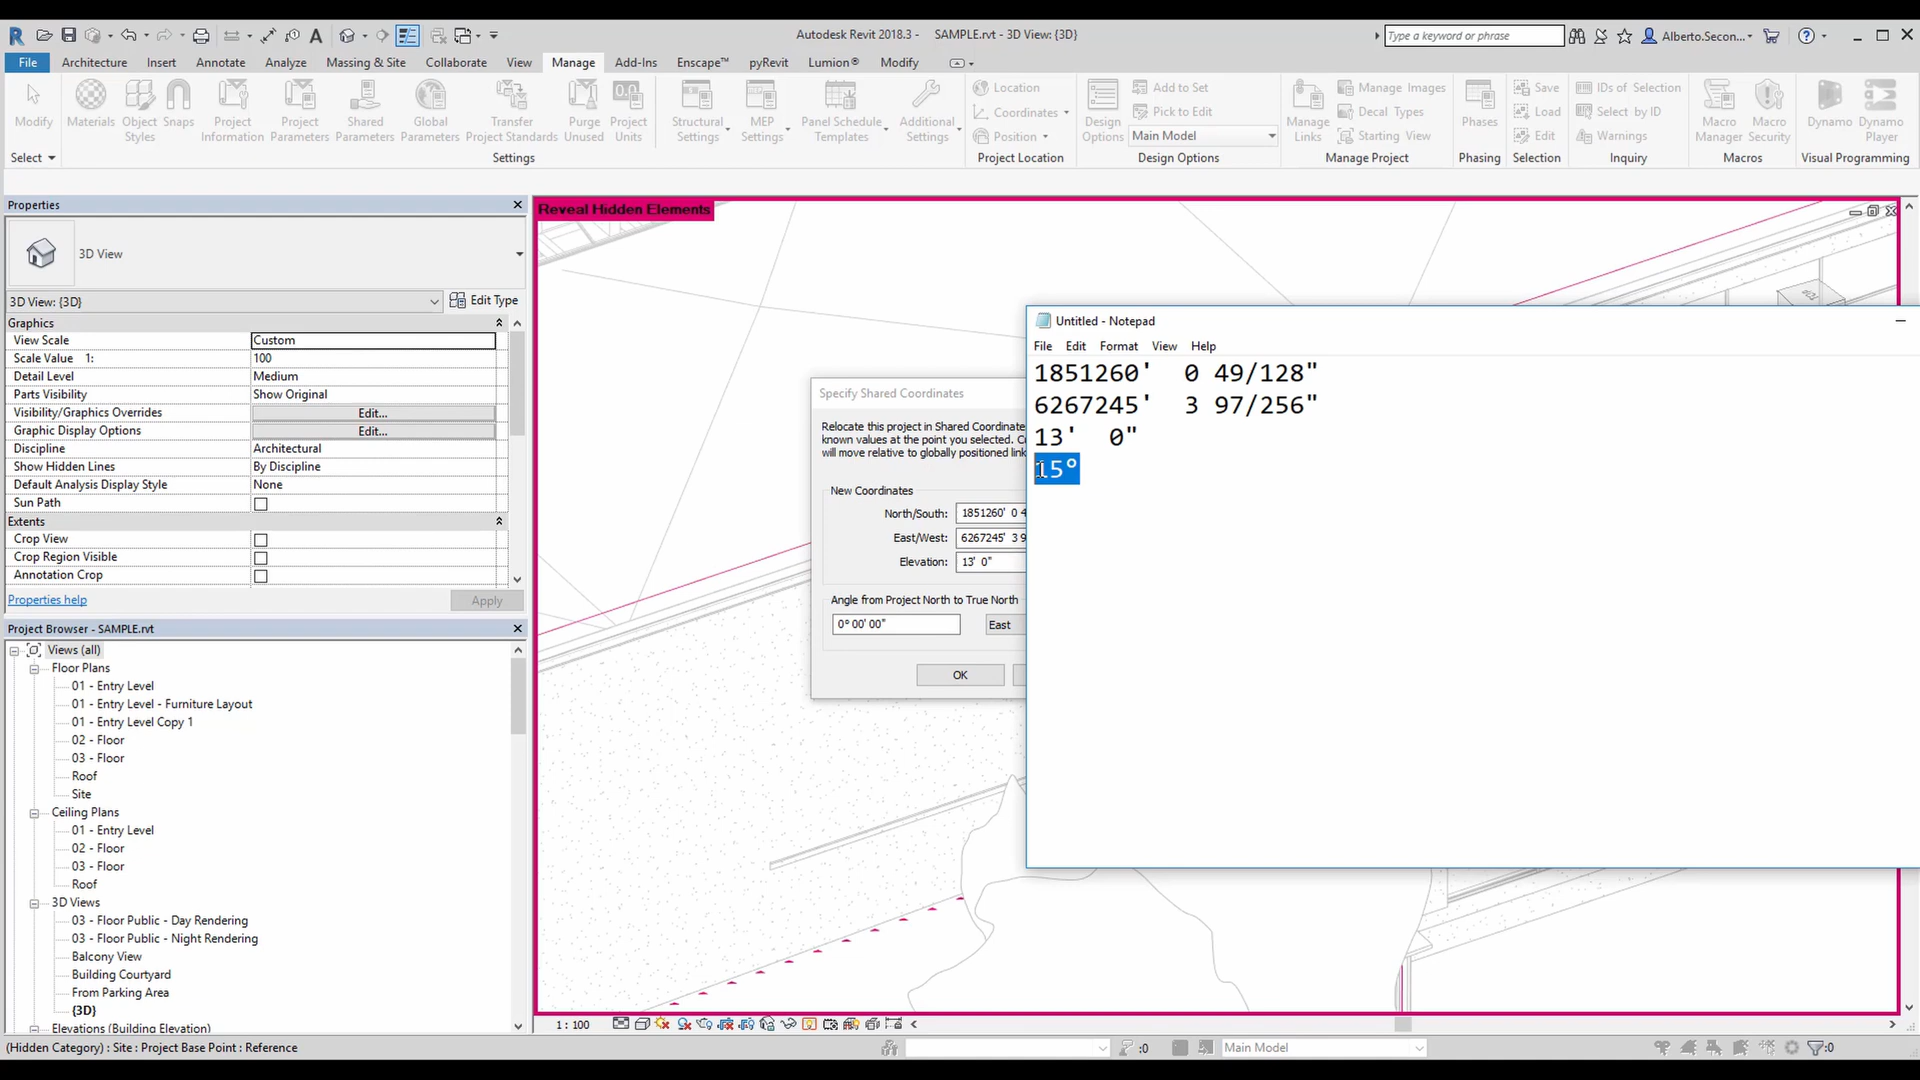 Autodesk Revit 2018.3 - SAMPLE.rvt - 3D View: {3D}
Type a keyword or phrase
Alberto.Secon...
File Architecture Insert Annotate Analyze Massing & Site Collaborate View Manage Add-Ins Enscape™ pyRevit Lumion® Modify
Modify
Materials
Object Styles
Snaps
Project Information
Project Parameters
Shared Parameters
Global Parameters
Transfer Project Standards
Purge Unused
Project Units
Structural Settings
MEP Settings
Panel Schedule Templates
Additional Settings
Location
Coordinates
Position
Design Options
Add to Set
Pick to Edit
Main Model
Manage Links
Manage Images
Decal Types
Starting View
Phases
Save
Load
Edit
IDs of Selection
Select by ID
Warnings
Macro Manager
Macro Security
Dynamo
Dynamo Player
Select
Settings
Project Location
Design Options
Manage Project
Phasing
Selection
Inquiry
Macros
Visual Programming
Properties
3D View
3D View: {3D}
Edit Type
Graphics
View Scale Custom
Scale Value 1: 100
Detail Level Medium
Parts Visibility Show Original
Visibility/Graphics Overrides Edit...
Graphic Display Options Edit...
Discipline Architectural
Show Hidden Lines By Discipline
Default Analysis Display Style None
Sun Path
Extents
Crop View
Crop Region Visible
Annotation Crop
Properties help
Apply
Project Browser - SAMPLE.rvt
Views (all)
Floor Plans
01 - Entry Level
01 - Entry Level - Furniture Layout
01 - Entry Level Copy 1
02 - Floor
03 - Floor
Roof
Site
Ceiling Plans
01 - Entry Level
02 - Floor
03 - Floor
Roof
3D Views
03 - Floor Public - Day Rendering
03 - Floor Public - Night Rendering
Balcony View
Building Courtyard
From Parking Area
{3D}
Elevations (Building Elevation)
Reveal Hidden Elements
Specify Shared Coordinates
Relocate this project in Shared Coordinate
known values at the point you selected. C
will move relative to globally positioned lin
New Coordinates
North/South: 1851260' 0 4
East/West: 6267245' 3 9
Elevation: 13' 0"
Angle from Project North to True North
0° 00' 00"
East
OK
Untitled - Notepad
File Edit Format View Help
1851260' 0 49/128"
6267245' 3 97/256"
13' 0"
15°
1 : 100
(Hidden Category) : Site : Project Base Point : Reference
:0
Main Model
:0